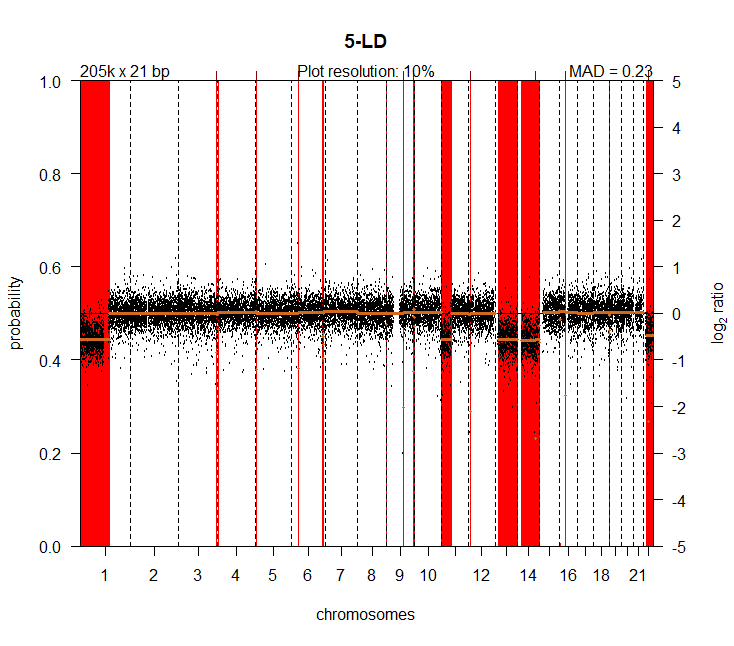 5-LD
205k x 21 bp Plot resolution: 10% MAD = 0.23
1.0 5
4
0.8 3
2
0.6 1
0
0.4 -1
-2
0.2 -3
-4
0.0 -5
probability
log2 ratio
1 2 3 4 5 6 7 8 9 10 12 14 16 18 21
chromosomes